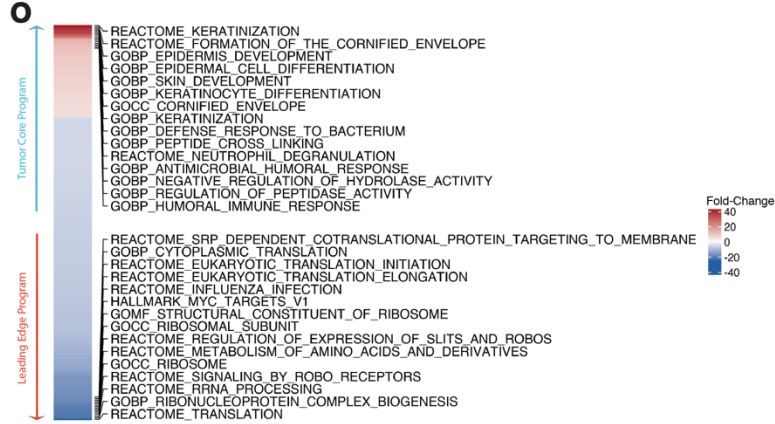 O
Tumor Core Program
REACTOME_KERATINIZATION
REACTOME_FORMATION_OF_THE_CORNIFIED_ENVELOPE
GOBP_EPIDERMIS_DEVELOPMENT
GOBP_EPIDERMAL_CELL_DIFFERENTIATION
GOBP_SKIN_DEVELOPMENT
GOBP_KERATINOCYTE_DIFFERENTIATION
GOCC_CORNIFIED_ENVELOPE
GOBP_KERATINIZATION
GOBP_DEFENSE_RESPONSE_TO_BACTERIUM
GOBP_PEPTIDE_CROSS_LINKING
REACTOME_NEUTROPHIL_DEGRANULATION
GOBP_ANTIMICROBIAL_HUMORAL_RESPONSE
GOBP_NEGATIVE_REGULATION_OF_HYDROLASE_ACTIVITY
GOBP_REGULATION_OF_PEPTIDASE_ACTIVITY
GOBP_HUMORAL_IMMUNE_RESPONSE
Leading Edge Program
REACTOME_SRP_DEPENDENT_COTRANSLATIONAL_PROTEIN_TARGETING_TO_MEMBRANE
GOBP_CYTOPLASMIC_TRANSLATION
REACTOME_EUKARYOTIC_TRANSLATION_INITIATION
REACTOME_EUKARYOTIC_TRANSLATION_ELONGATION
REACTOME_INFLUENZA_INFECTION
HALLMARK_MYC_TARGETS_V1
GOMF_STRUCTURAL_CONSTITUENT_OF_RIBOSOME
GOCC_RIBOSOMAL_SUBUNIT
REACTOME_REGULATION_OF_EXPRESSION_OF_SLITS_AND_ROBOS
REACTOME_METABOLISM_OF_AMINO_ACIDS_AND_DERIVATIVES
GOCC_RIBOSOME
REACTOME_SIGNALING_BY_ROBO_RECEPTORS
REACTOME_RRNA_PROCESSING
GOBP_RIBONUCLEOPROTEIN_COMPLEX_BIOGENESIS
REACTOME_TRANSLATION
Fold-Change
40
20
0
-20
-40